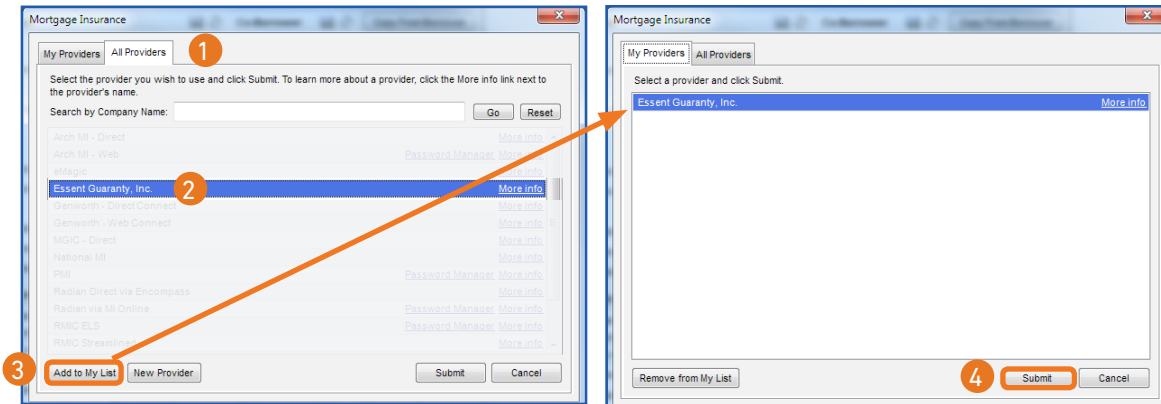 Mortgage Insurance
My Providers All Providers 1
Select the provider you wish to use and click Submit. To learn more about a provider, click the More info link next to
the provider's name.
Search by Company Name: Go Reset
Arch MI - Direct More info
Arch MI - Web Password Manager More info
eMagic More info
Essent Guaranty, Inc. 2 More info
Genworth - Direct Connect More info
Genworth - Web Connect More info
MGIC - Direct More info
National MI More info
PMI Password Manager More info
Radian Direct via Encompass More info
Radian via MI Online Password Manager More info
RMIC ELS Password Manager More info
RMIC Streamlined More info
3 Add to My List New Provider Submit Cancel
Mortgage Insurance
My Providers All Providers
Select a provider and click Submit.
Essent Guaranty, Inc. More info
Remove from My List 4 Submit Cancel